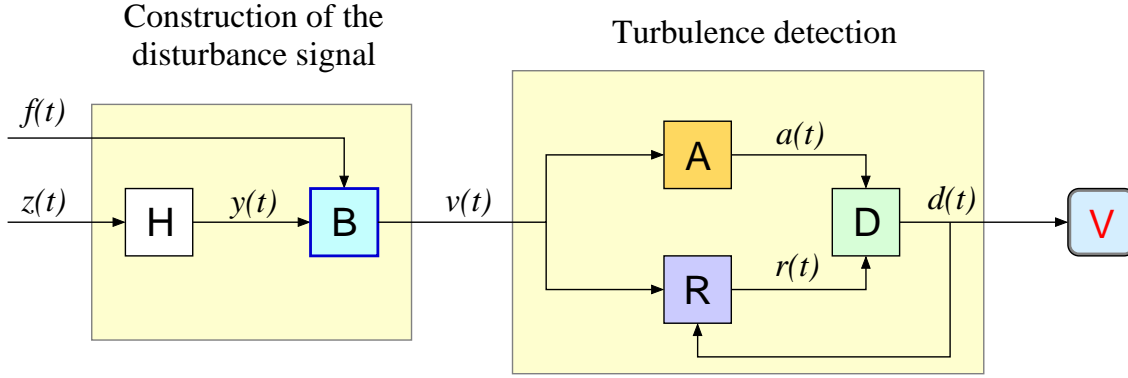 Construction of the
disturbance signal
Turbulence detection
f(t)
z(t)
H
y(t)
B
v(t)
A
a(t)
R
r(t)
D
d(t)
V